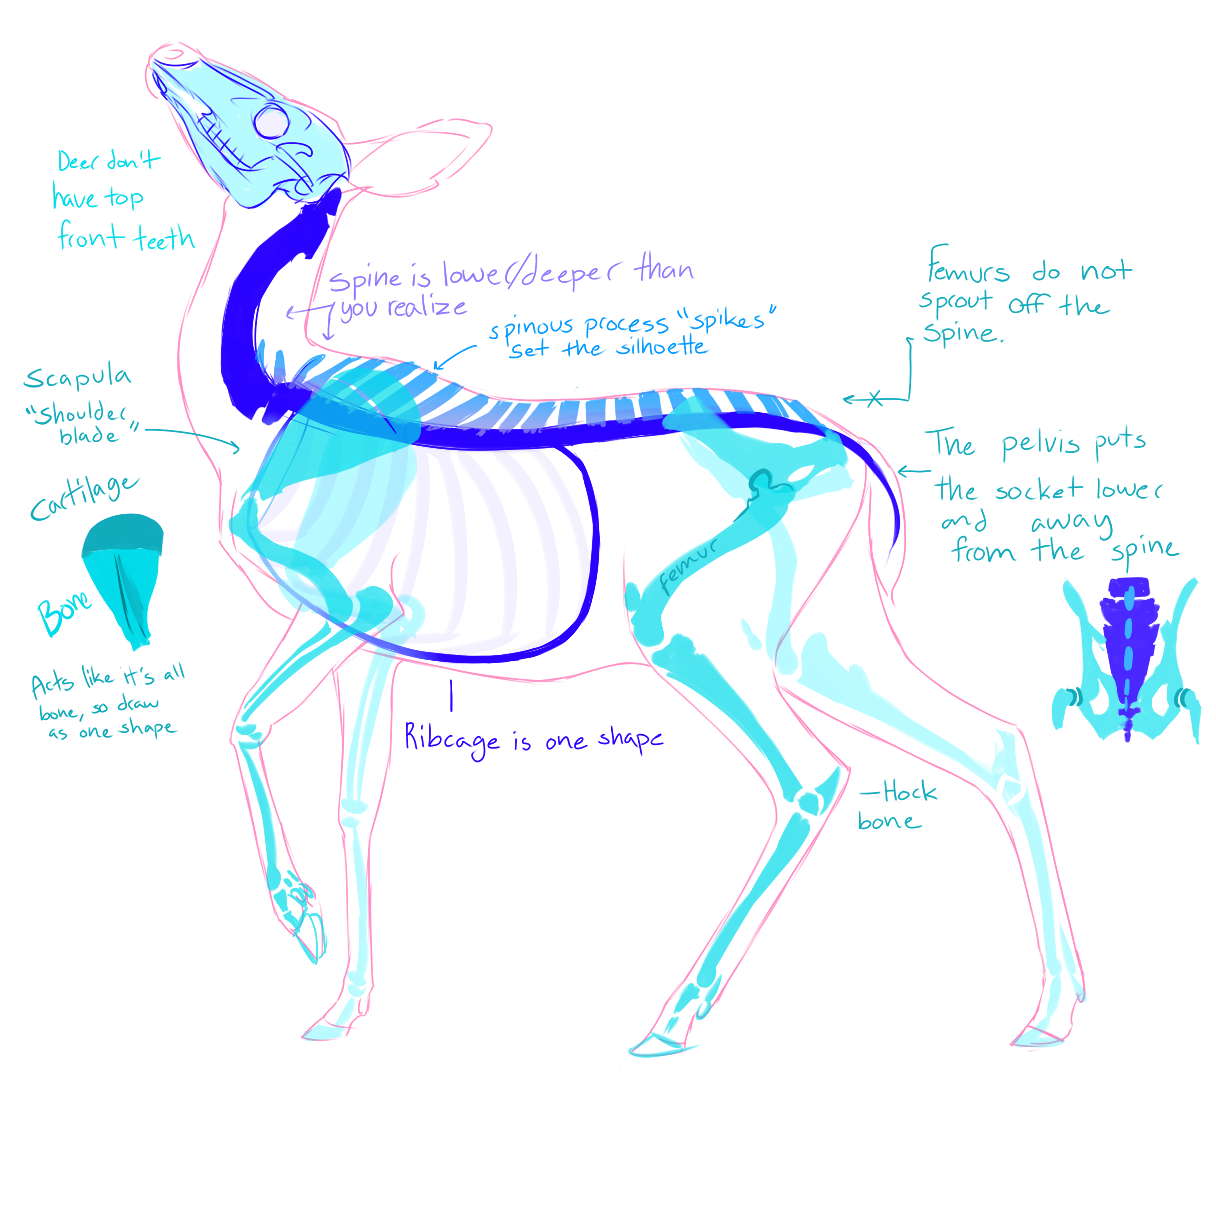 Deer don't
have top
front teeth
Spine is lower/deeper than
you realize
spinous process "spikes"
set the silhoette
Femurs do not
sprout off the
spine.
Scapula
"Shoulder
blade"
The pelvis puts
the socket lower
and away
from the spine
Cartilage
Bone
femur
Acts like it's all
bone, so draw
as one shape
Ribcage is one shape
—Hock
bone